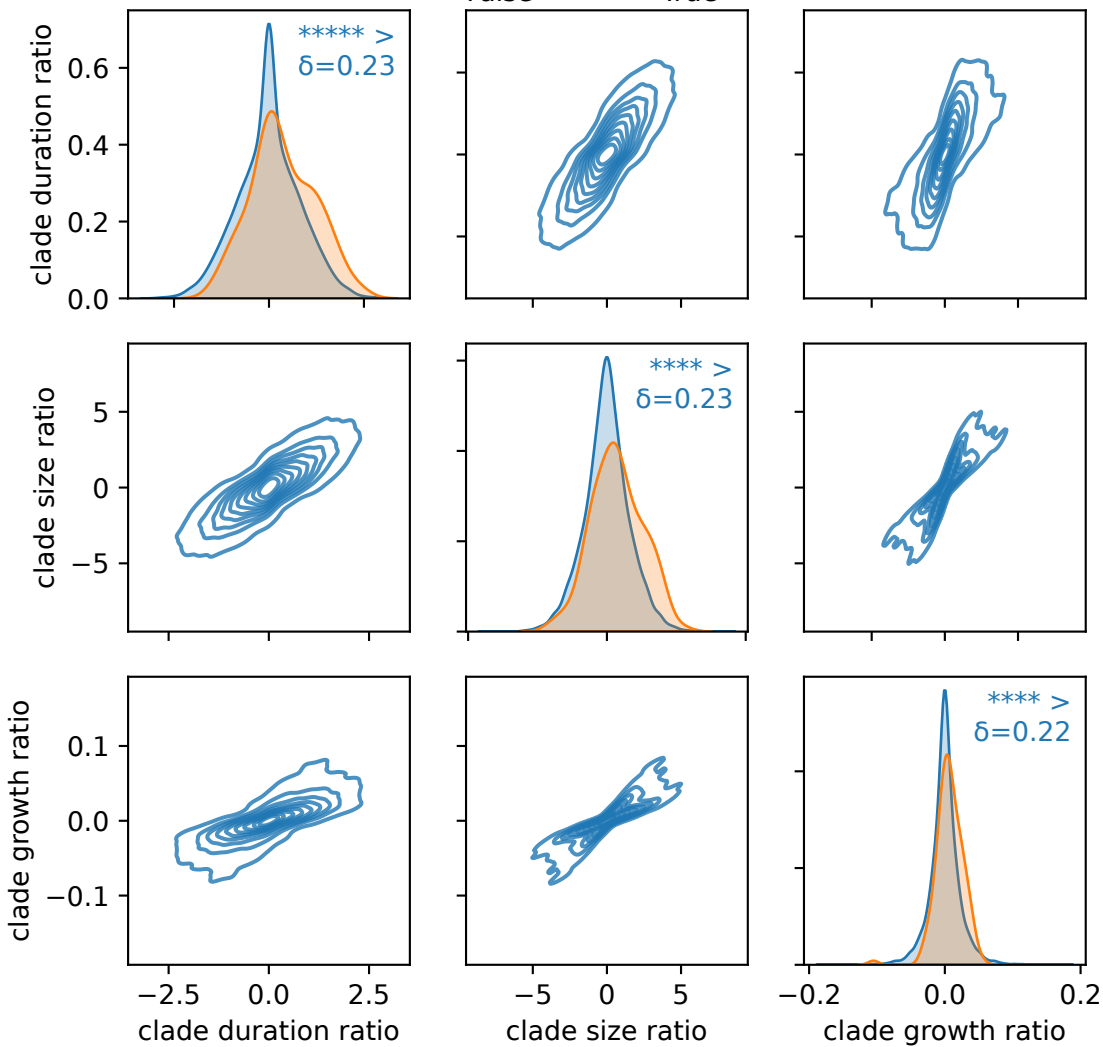 clade duration ratio
0.6
0.4
0.2
0.0
***** >
δ=0.23
clade size ratio
5
0
−5
**** >
δ=0.23
clade growth ratio
0.1
0.0
−0.1
**** >
δ=0.22
−2.5 0.0 2.5
−5 0 5
−0.2 0.0 0.2
clade duration ratio
clade size ratio
clade growth ratio